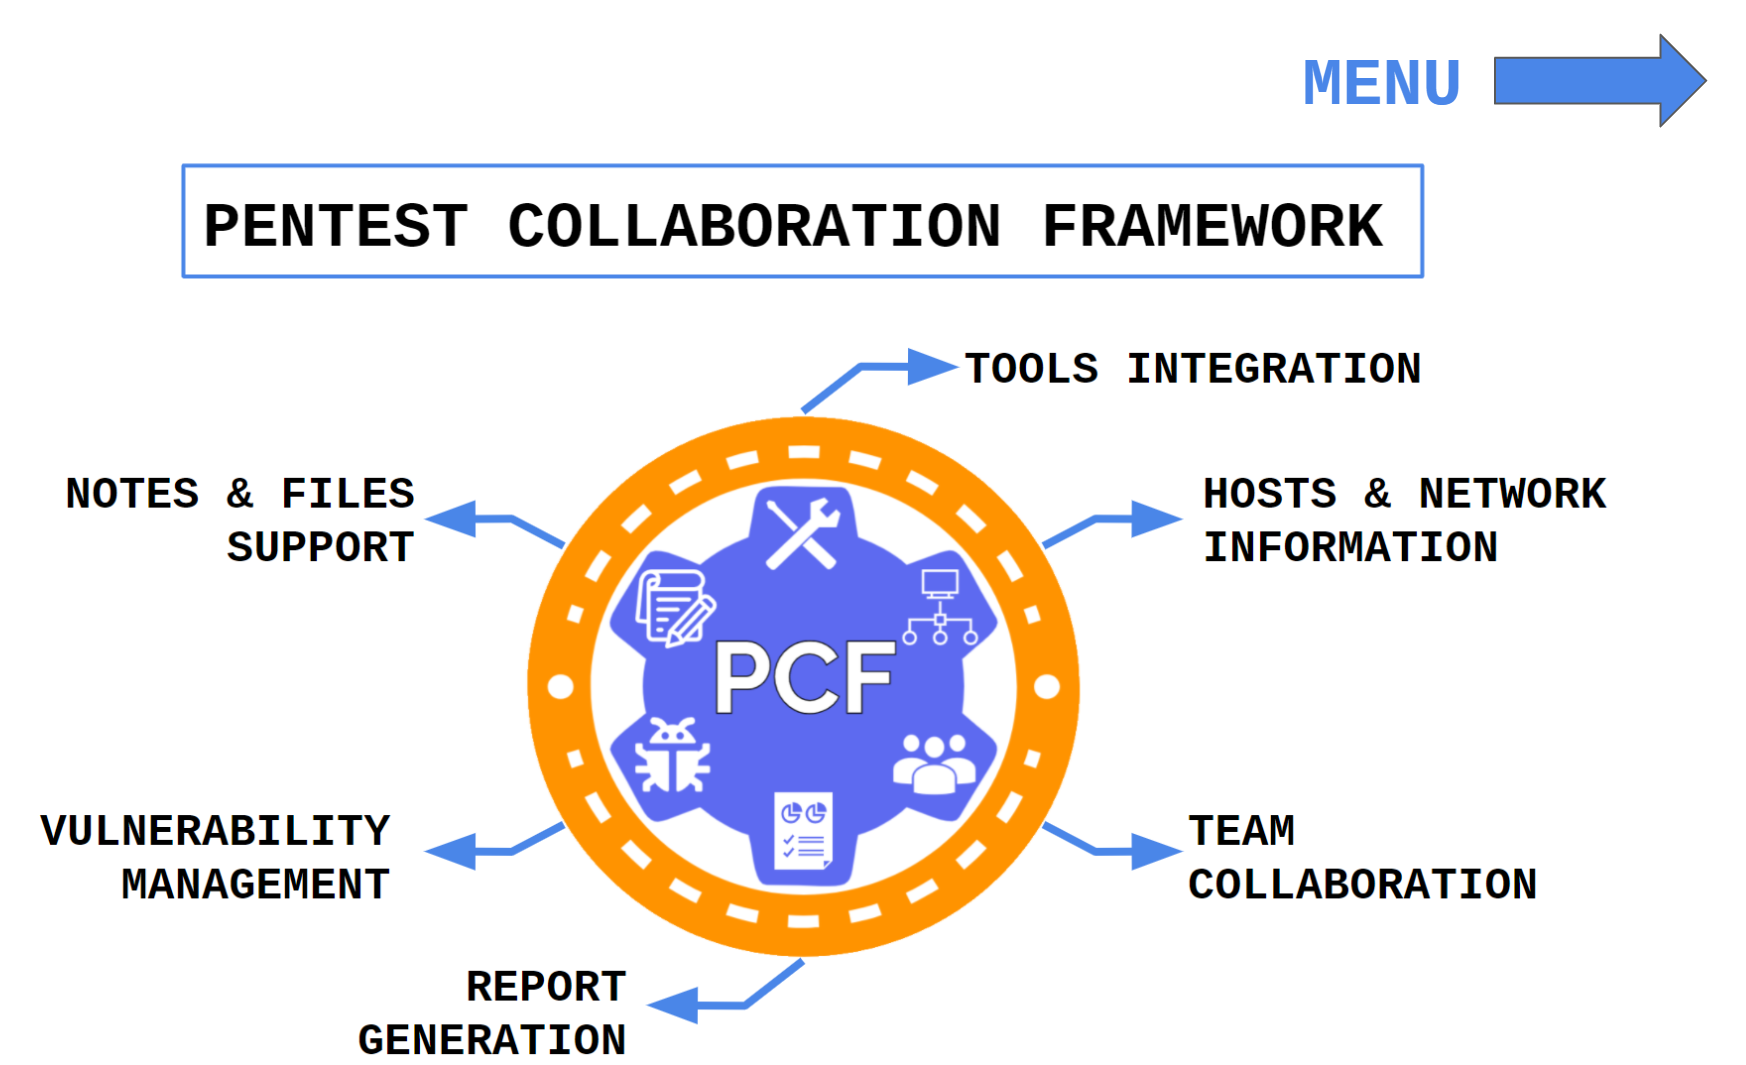 MENU
PENTEST COLLABORATION FRAMEWORK
TOOLS INTEGRATION
NOTES & FILES
SUPPORT
HOSTS & NETWORK
INFORMATION
PCF
VULNERABILITY
MANAGEMENT
TEAM
COLLABORATION
REPORT
GENERATION